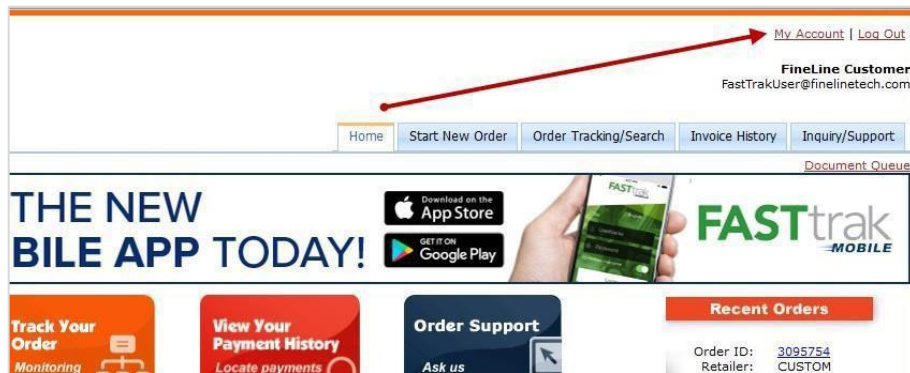 My Account | Log Out
FineLine Customer
FastTrakUser@finelinetech.com
Home Start New Order Order Tracking/Search Invoice History Inquiry/Support
Document Queue
THE NEW
BILE APP TODAY!
Download on the
App Store
GET IT ON
Google Play
FASTtrak
FASTtrak
MOBILE
Track Your
Order
Monitoring
View Your
Payment History
Locate payments
Order Support
Ask us
Recent Orders
Order ID: 3095754
Retailer: CUSTOM